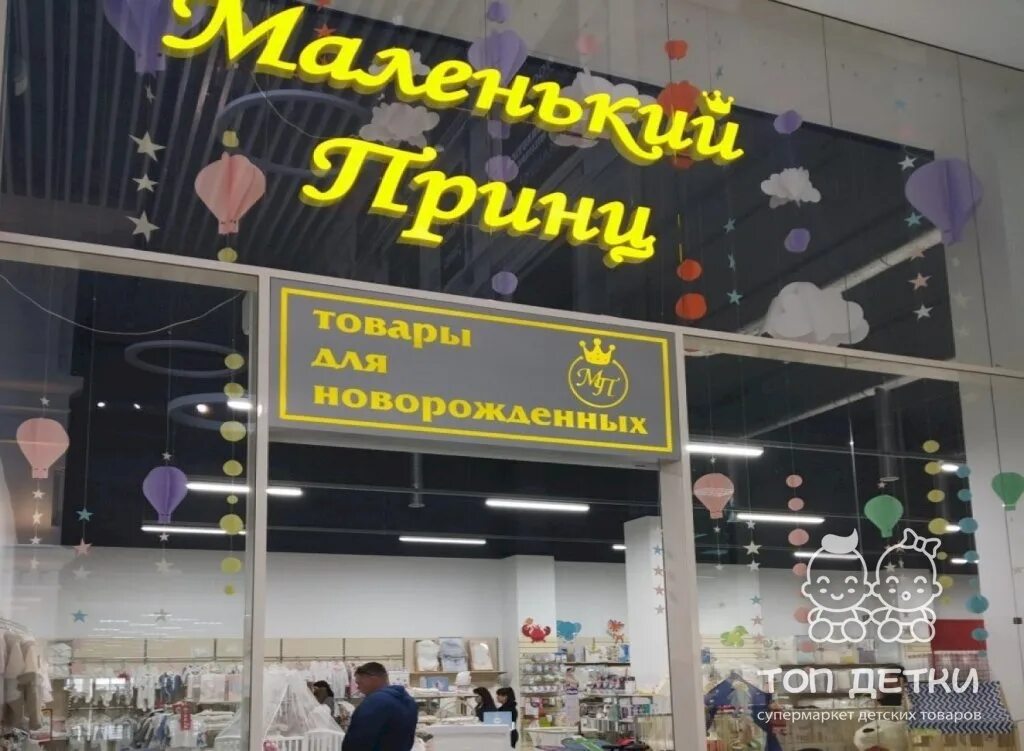 Маленький
Принц
товары
для
новорожденных
МП
ТОП ДЕТКИ
супермаркет детских товаров